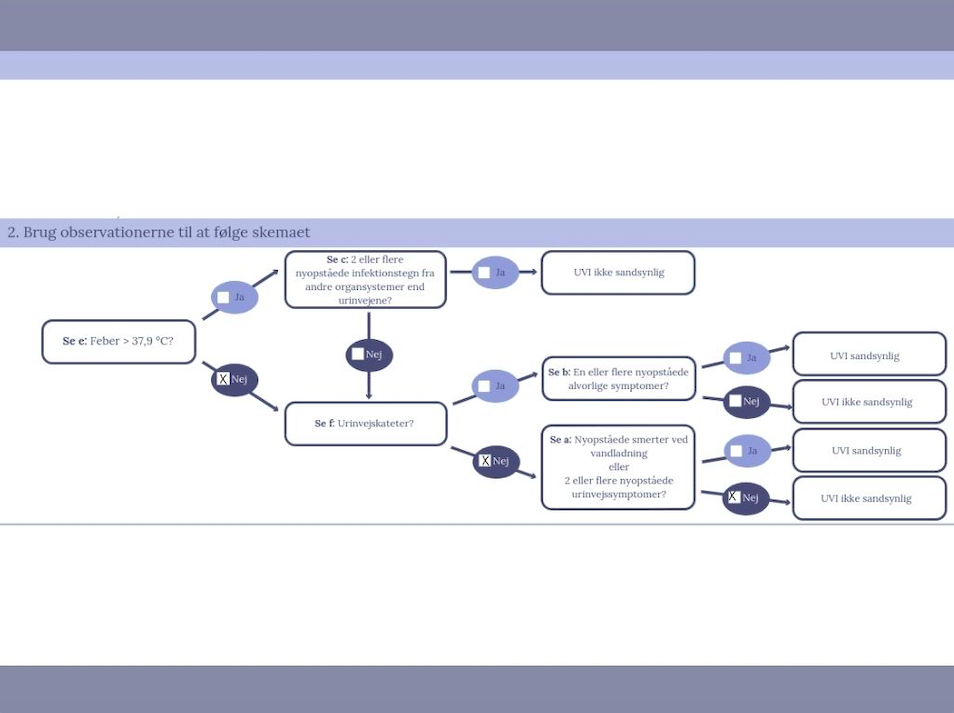 2. Brug observationerne til at følge skemaet
Se c: 2 eller flere
nyopståede infektionstegn fra
andre organsystemer end
urinvejene?
Ja
UVI ikke sandsynlig
Ja
Se e: Feber > 37,9 °C?
Nej
X Nej
Se f: Urinvejskateter?
Ja
Se b: En eller flere nyopståede
alvorlige symptomer?
Ja
UVI sandsynlig
Nej
UVI ikke sandsynlig
X Nej
Se a: Nyopståede smerter ved
vandladning
eller
2 eller flere nyopståede
urinvejssymptomer?
Ja
UVI sandsynlig
X Nej
UVI ikke sandsynlig